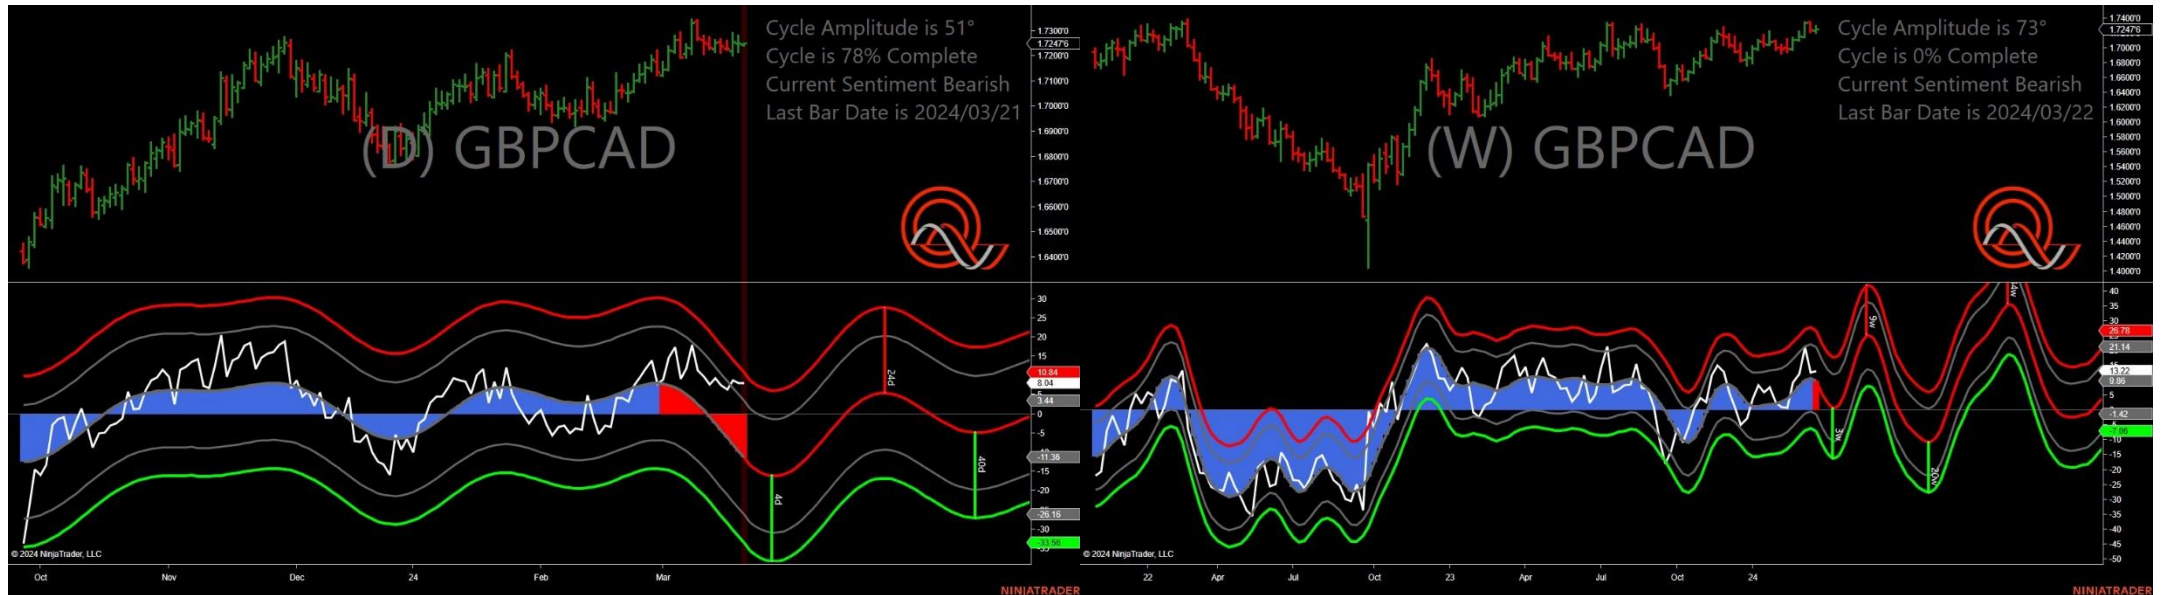 Cycle Amplitude is 51°
Cycle is 78% Complete
Current Sentiment Bearish
Last Bar Date is 2024/03/21
(D) GBPCAD
1.7300'0
1.7247'6
1.7200'0
1.7100'0
1.7000'0
1.6900'0
1.6800'0
1.6700'0
1.6600'0
1.6500'0
1.6400'0
30
25
20
15
10.84
8.04
3.44
0
-5
-11.36
-15
-20
-26.16
-30
-33.56
24d
40d
4d
© 2024 NinjaTrader, LLC
Oct
Nov
Dec
24
Feb
Mar
NINJATRADER
Cycle Amplitude is 73°
Cycle is 0% Complete
Current Sentiment Bearish
Last Bar Date is 2024/03/22
(W) GBPCAD
1.7400'0
1.7247'6
1.7000'0
1.6800'0
1.6600'0
1.6400'0
1.6200'0
1.6000'0
1.5800'0
1.5600'0
1.5400'0
1.5200'0
1.5000'0
1.4800'0
1.4600'0
1.4400'0
1.4200'0
1.4000'0
40
35
30
26.78
21.14
13.22
9.86
5
-1.42
-7.06
-10
-15
-20
-25
-30
-35
-40
-45
-50
9w
3w
20w
© 2024 NinjaTrader, LLC
22
Apr
Jul
Oct
23
Apr
Jul
Oct
24
NINJATRADER